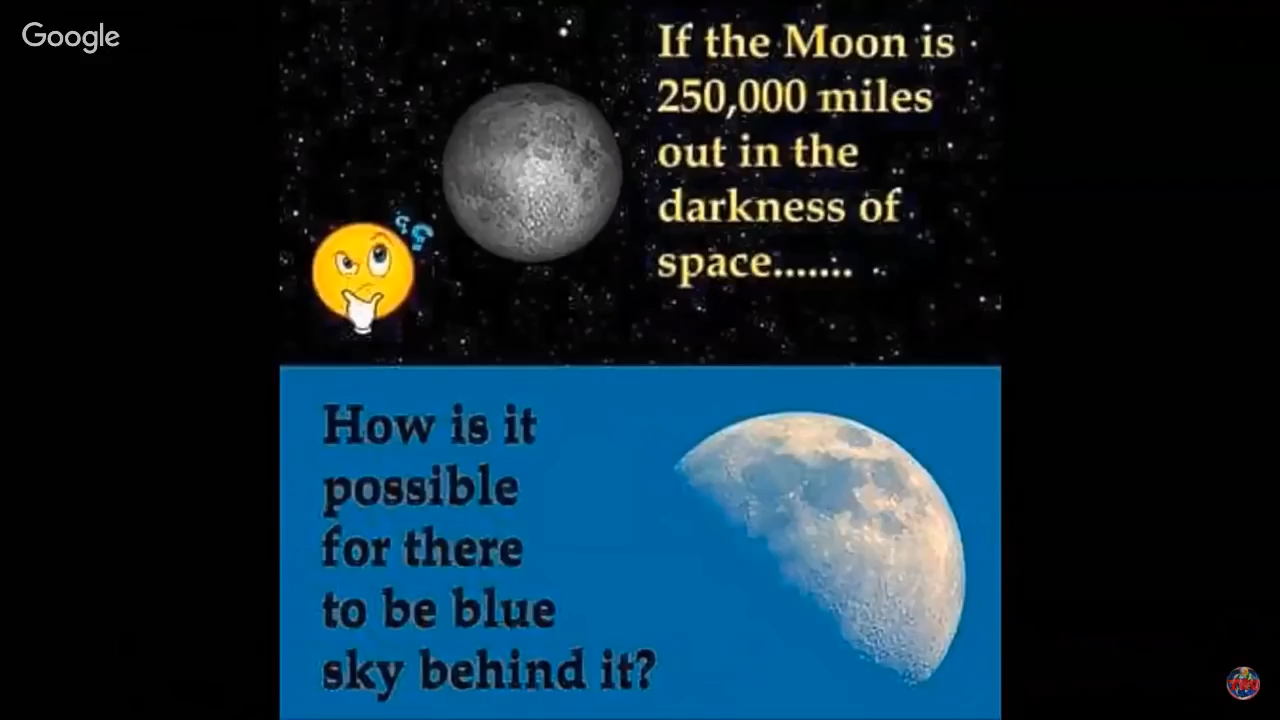 Google
If the Moon is
250,000 miles
out in the
darkness of
space.......
How is it
possible
for there
to be blue
sky behind it?